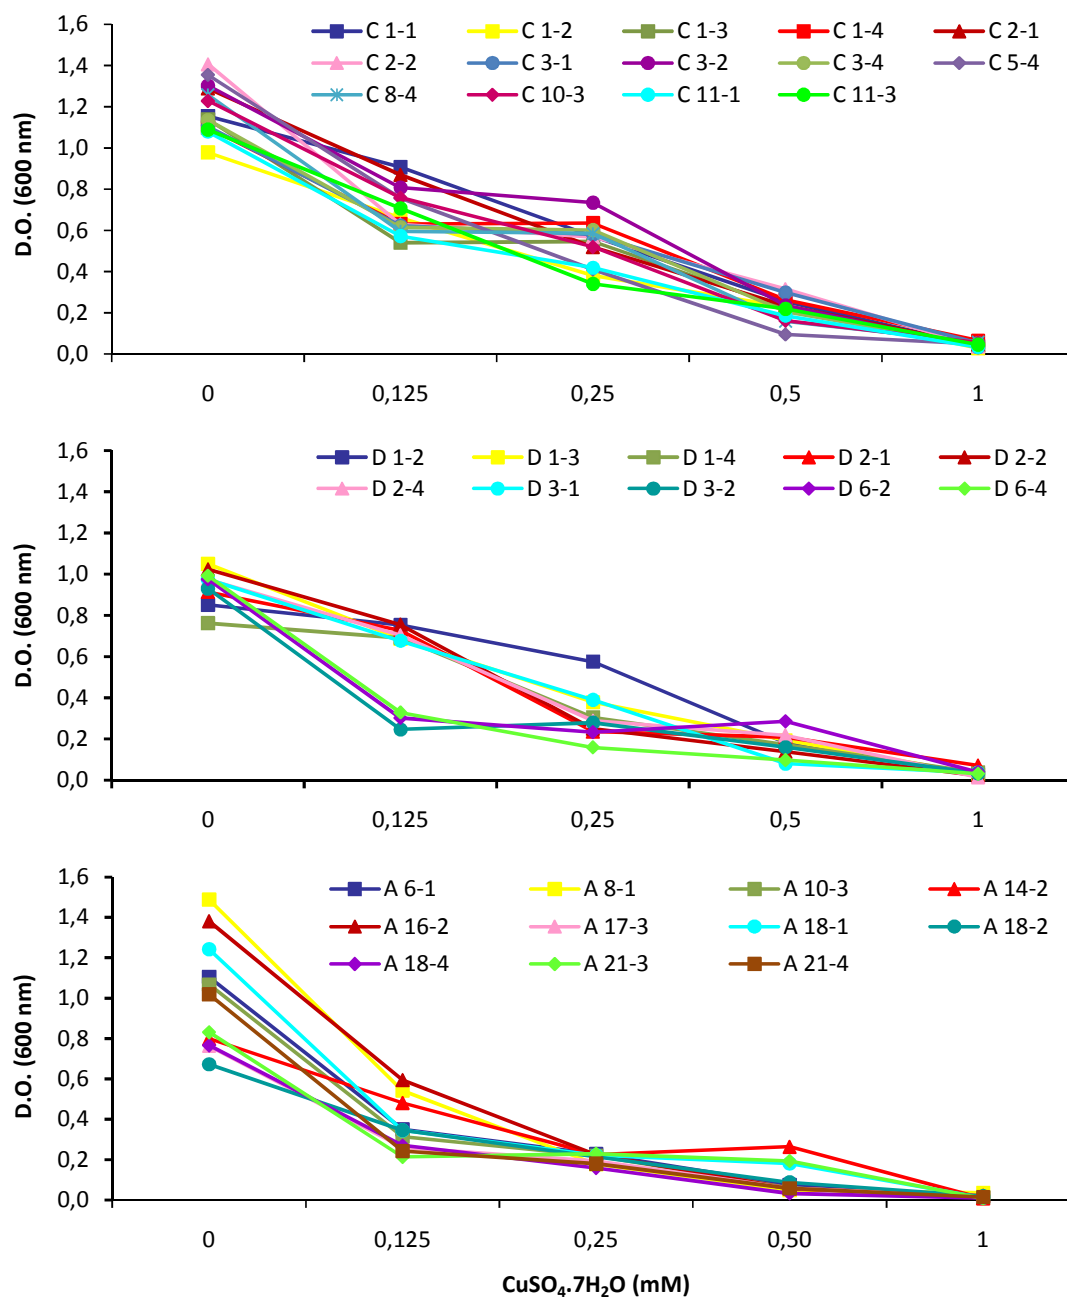 1,6
C 1-1 C 1-2 C 1-3 C 1-4 C 2-1
1,4
C 2-2 C 3-1 C 3-2 C 3-4 C 5-4
1,2
C 8-4 C 10-3 C 11-1 C 11-3
1,0
0,8
0,6
0,4
0,2
0,0
D.O. (600 nm)
0 0,125 0,25 0,5 1
1,6
D 1-2 D 1-3 D 1-4 D 2-1 D 2-2
1,4
D 2-4 D 3-1 D 3-2 D 6-2 D 6-4
1,2
1,0
0,8
0,6
0,4
0,2
0,0
D.O. (600 nm)
0 0,125 0,25 0,5 1
1,6
A 6-1 A 8-1 A 10-3 A 14-2
1,4
A 16-2 A 17-3 A 18-1 A 18-2
1,2
A 18-4 A 21-3 A 21-4
1,0
0,8
0,6
0,4
0,2
0,0
D.O. (600 nm)
0 0,125 0,25 0,50 1
CuSO₄.7H₂O (mM)